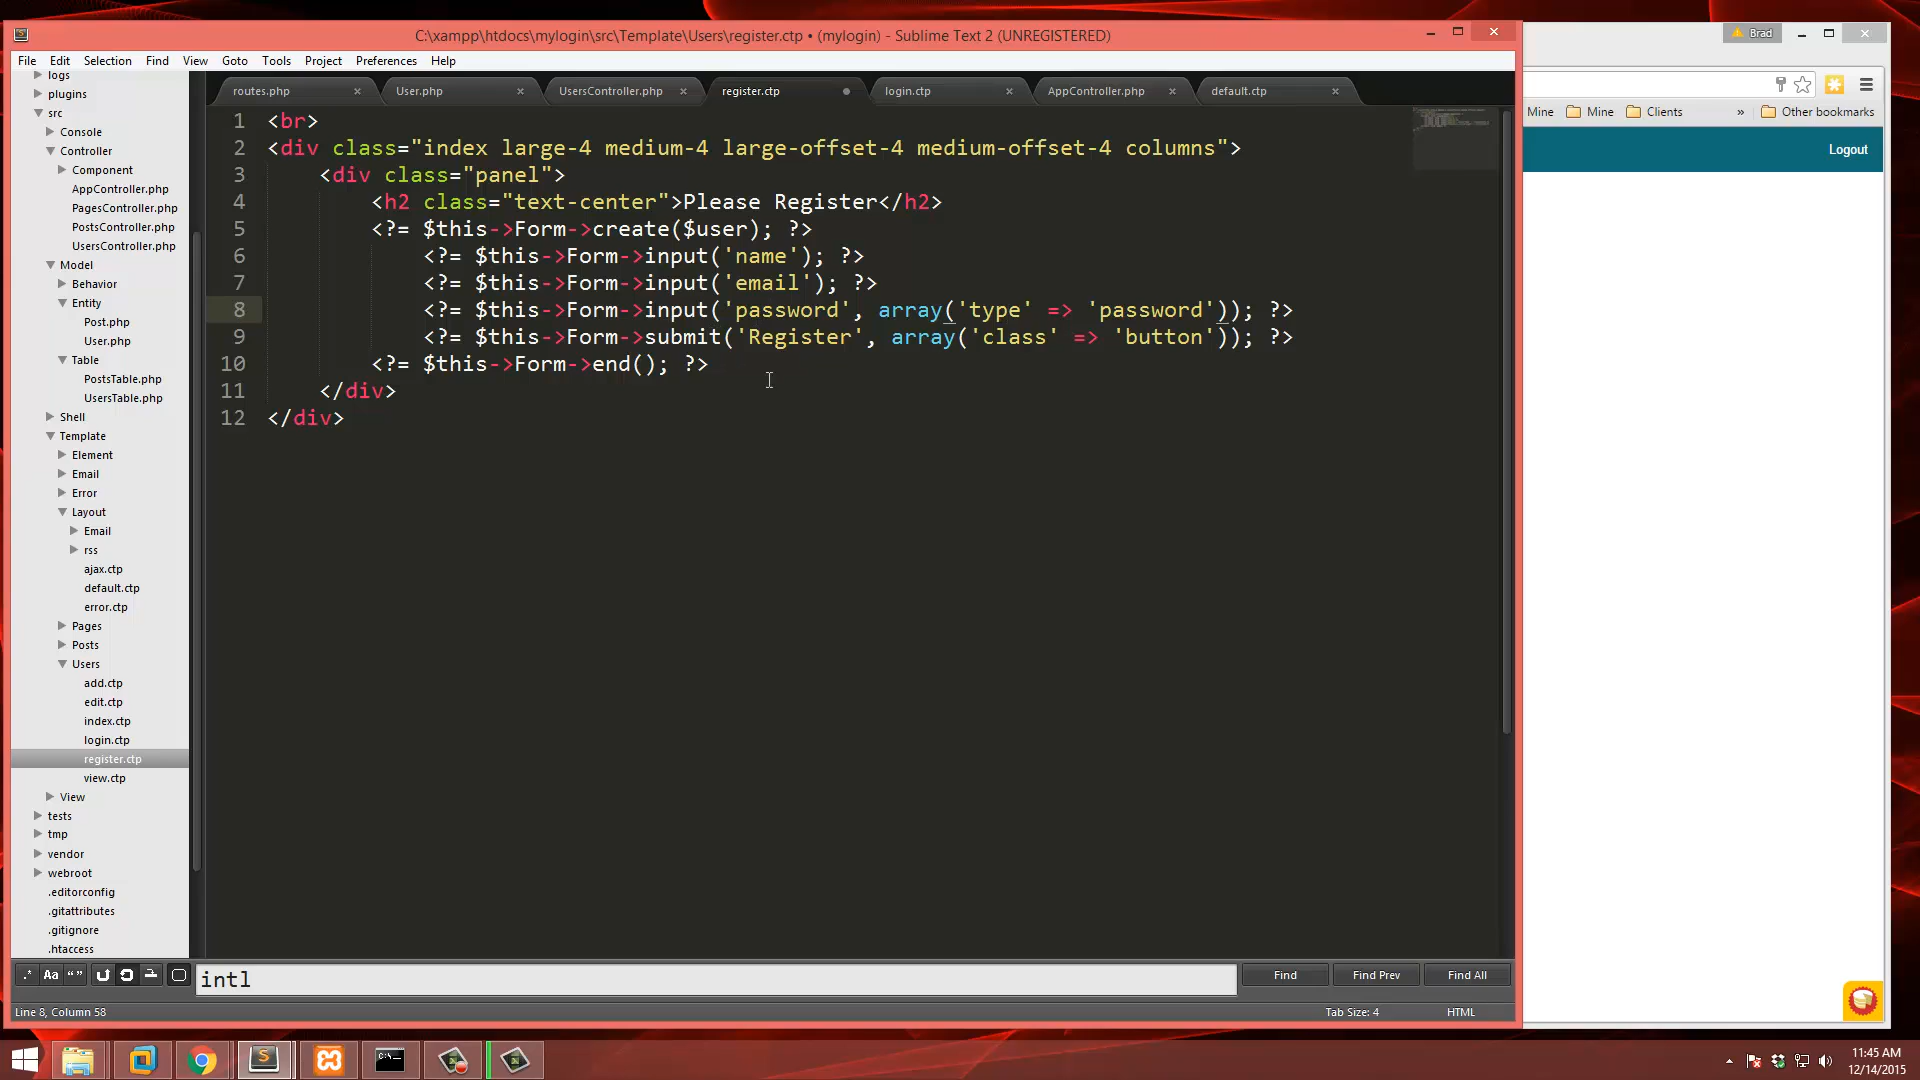 C:\xampp\htdocs\mylogin\src\Template\Users\register.ctp • (mylogin) - Sublime Text 2 (UNREGISTERED)
Brad
File Edit Selection Find View Goto Tools Project Preferences Help
logs
plugins
src
Console
Controller
Component
AppController.php
PagesController.php
PostsController.php
UsersController.php
Model
Behavior
Entity
Post.php
User.php
Table
PostsTable.php
UsersTable.php
Shell
Template
Element
Email
Error
Layout
Email
rss
ajax.ctp
default.ctp
error.ctp
Pages
Posts
Users
add.ctp
edit.ctp
index.ctp
login.ctp
register.ctp
view.ctp
View
tests
tmp
vendor
webroot
.editorconfig
.gitattributes
.gitignore
.htaccess
routes.php × User.php × UsersController.php × register.ctp • login.ctp × AppController.php × default.ctp ×
1 <br>
2 <div class="index large-4 medium-4 large-offset-4 medium-offset-4 columns">
3 <div class="panel">
4 <h2 class="text-center">Please Register</h2>
5 <?= $this->Form->create($user); ?>
6 <?= $this->Form->input('name'); ?>
7 <?= $this->Form->input('email'); ?>
8 <?= $this->Form->input('password', array('type' => 'password')); ?>
9 <?= $this->Form->submit('Register', array('class' => 'button')); ?>
10 <?= $this->Form->end(); ?>
11 </div>
12 </div>
Mine Mine Clients » Other bookmarks
Logout
.* Aa “” intl Find Find Prev Find All
Line 8, Column 58 Tab Size: 4 HTML
11:45 AM
12/14/2015